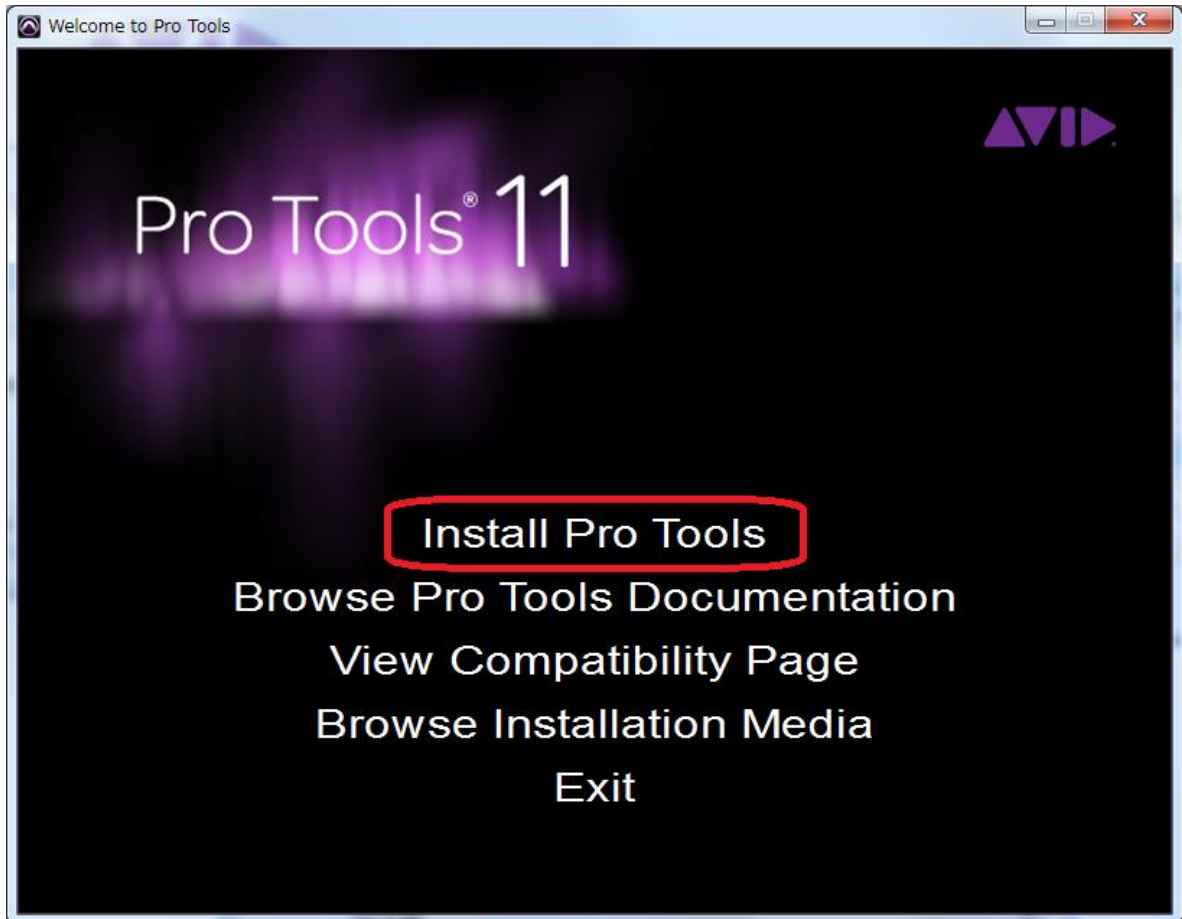 Welcome to Pro Tools
AVID
Pro Tools® 11
Install Pro Tools
Browse Pro Tools Documentation
View Compatibility Page
Browse Installation Media
Exit